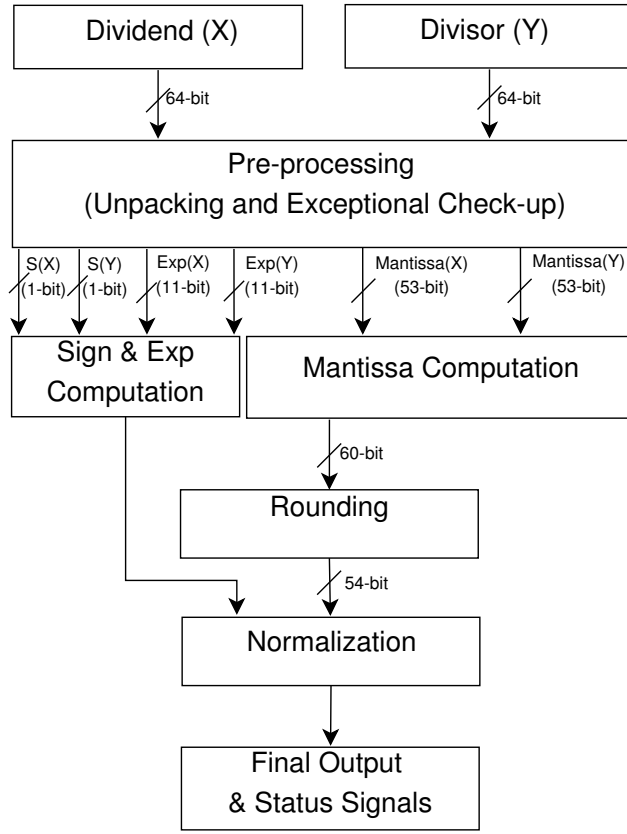 Dividend (X)
Divisor (Y)
64-bit
64-bit
Pre-processing
(Unpacking and Exceptional Check-up)
S(X)
(1-bit)
S(Y)
(1-bit)
Exp(X)
(11-bit)
Exp(Y)
(11-bit)
Mantissa(X)
(53-bit)
Mantissa(Y)
(53-bit)
Sign & Exp
Computation
Mantissa Computation
60-bit
Rounding
54-bit
Normalization
Final Output
& Status Signals